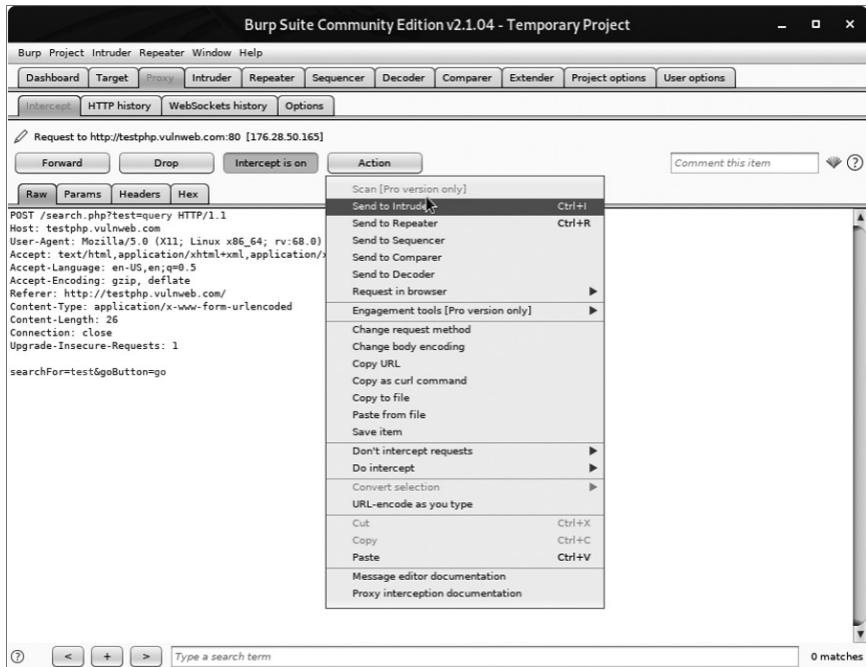 Burp Suite Community Edition v2.1.04 - Temporary Project
Burp Project Intruder Repeater Window Help
Dashboard Target Proxy Intruder Repeater Sequencer Decoder Comparer Extender Project options User options
Intercept HTTP history WebSockets history Options
Request to http://testphp.vulnweb.com:80 [176.28.50.165]
Forward Drop Intercept is on Action Comment this item ?
Raw Params Headers Hex
POST /search.php?test=query HTTP/1.1
Host: testphp.vulnweb.com
User-Agent: Mozilla/5.0 (X11; Linux x86_64; rv:68.0)
Accept: text/html,application/xhtml+xml,application/x
Accept-Language: en-US,en;q=0.5
Accept-Encoding: gzip, deflate
Referer: http://testphp.vulnweb.com/
Content-Type: application/x-www-form-urlencoded
Content-Length: 26
Connection: close
Upgrade-Insecure-Requests: 1
searchFor=test&goButton=go
Scan [Pro version only]
Send to Intruder Ctrl+I
Send to Repeater Ctrl+R
Send to Sequencer
Send to Comparer
Send to Decoder
Request in browser
Engagement tools [Pro version only]
Change request method
Change body encoding
Copy URL
Copy as curl command
Copy to file
Paste from file
Save item
Don't intercept requests
Do intercept
Convert selection
URL-encode as you type
Cut Ctrl+X
Copy Ctrl+C
Paste Ctrl+V
Message editor documentation
Proxy interception documentation
? < + > Type a search term 0 matches